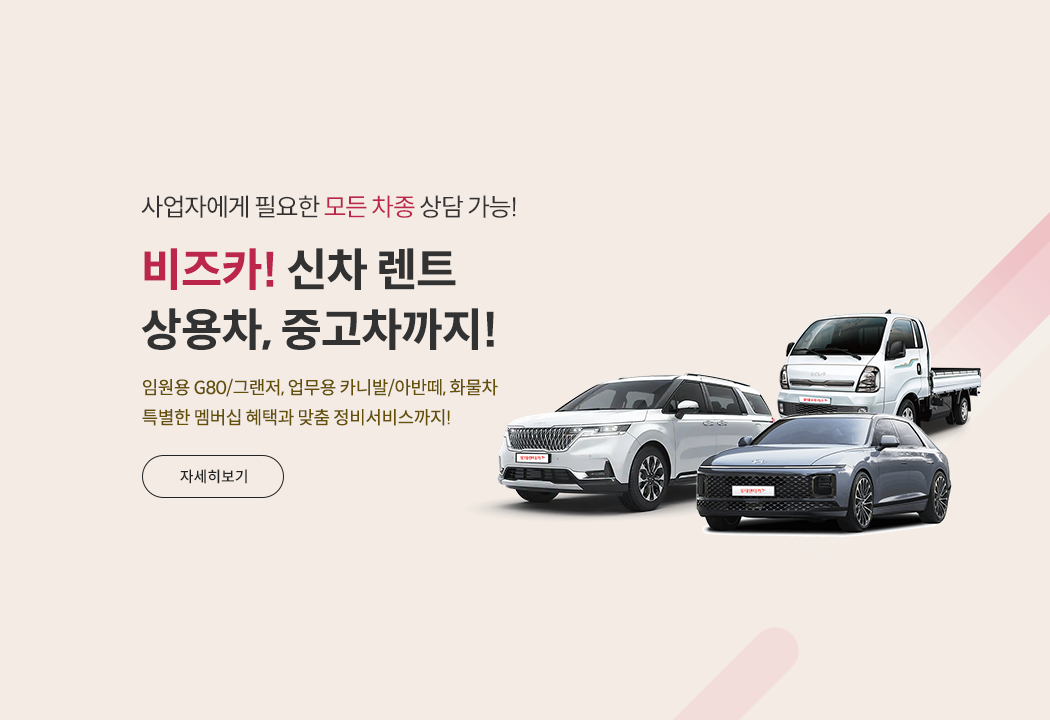 사업자에게 필요한 모든 차종 상담 가능!
비즈카! 신차 렌트
상용차, 중고차까지!
임원용 G80/그랜저, 업무용 카니발/아반떼, 화물차
특별한 멤버십 혜택과 맞춤 정비서비스까지!
자세히보기